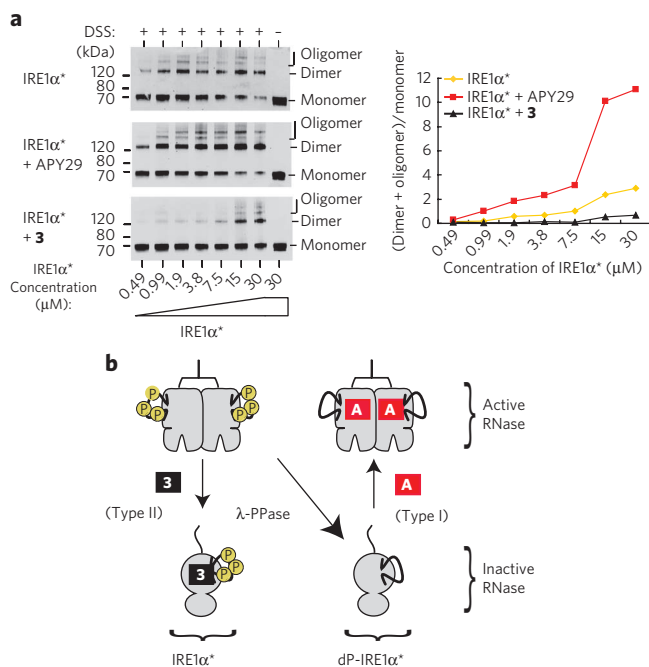 a
DSS: + + + + + + + –
(kDa)
IRE1α*
120
80
70
Oligomer
Dimer
Monomer
IRE1α*
+ APY29
120
80
70
Oligomer
Dimer
Monomer
IRE1α*
+ 3
120
80
70
Oligomer
Dimer
Monomer
IRE1α*
Concentration
(μM):
0.49 0.99 1.9 3.8 7.5 15 30 30
IRE1α*
IRE1α*
IRE1α* + APY29
IRE1α* + 3
(Dimer + oligomer)/monomer
12
10
8
6
4
2
0
0.49 0.99 1.9 3.8 7.5 15 30
Concentration of IRE1α* (μM)
b
P P P P P P
A A
Active
RNase
3
(Type II)
λ-PPase
A
(Type I)
3 P P P
Inactive
RNase
IRE1α*
dP-IRE1α*